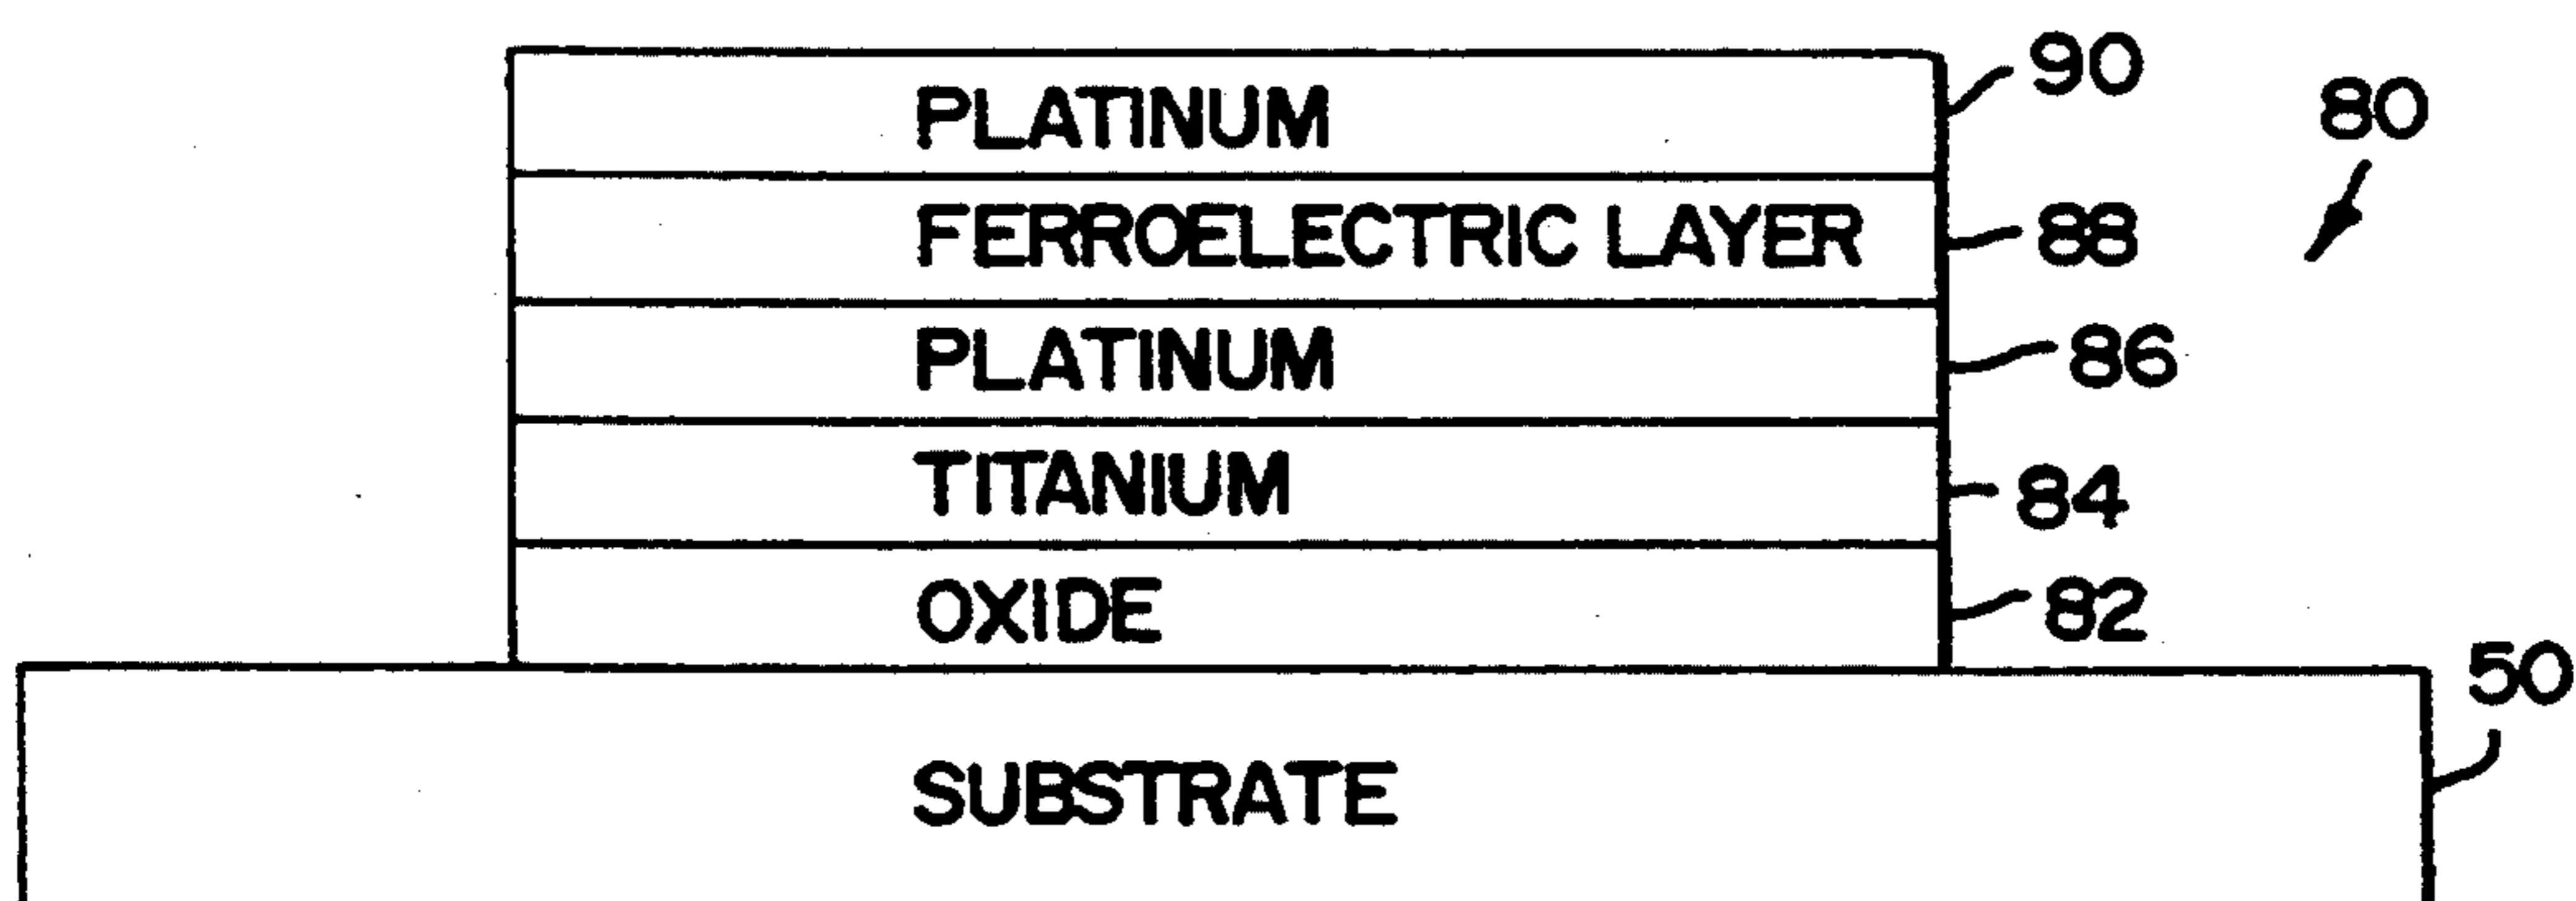 PLATINUM 90
80
FERROELECTRIC LAYER 88
PLATINUM 86
TITANIUM 84
OXIDE 82
50
SUBSTRATE